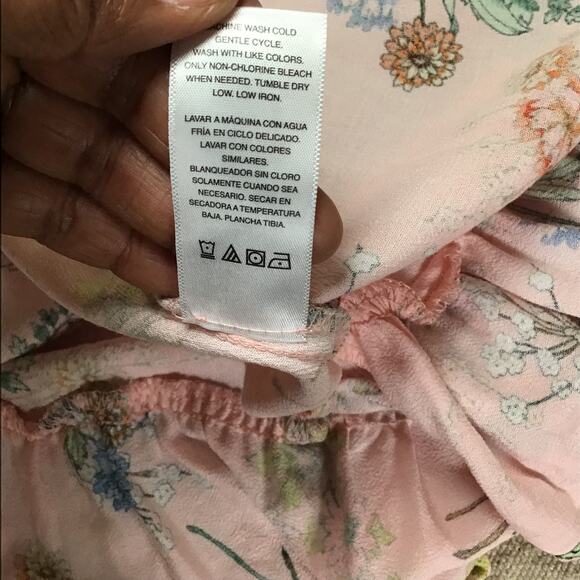 WASH COLD
GENTLE CYCLE.
WASH WITH LIKE COLORS.
ONLY NON-CHLORINE BLEACH
WHEN NEEDED. TUMBLE DRY
LOW. LOW IRON.
LAVAR A MÁQUINA CON AGUA
FRÍA EN CICLO DELICADO.
LAVAR CON COLORES
SIMILARES.
BLANQUEADOR SIN CLORO
SOLAMENTE CUANDO SEA
NECESARIO. SECAR EN
SECADORA A TEMPERATURA
BAJA. PLANCHA TIBIA.